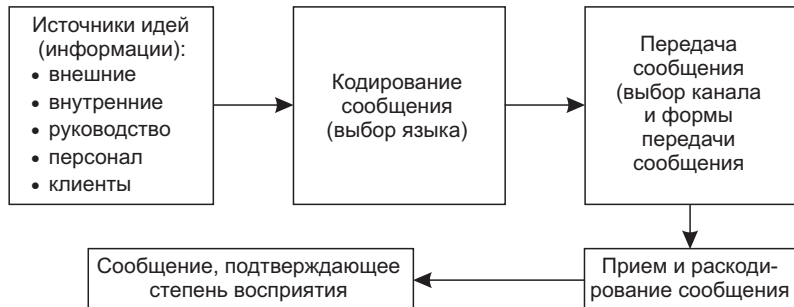 Источники идей
(информации):
• внешние
• внутренние
• руководство
• персонал
• клиенты
Кодирование
сообщения
(выбор языка)
Передача
сообщения
(выбор канала
и формы
передачи
сообщения
Прием и раскоди-
рование сообщения
Сообщение, подтверждающее
степень восприятия